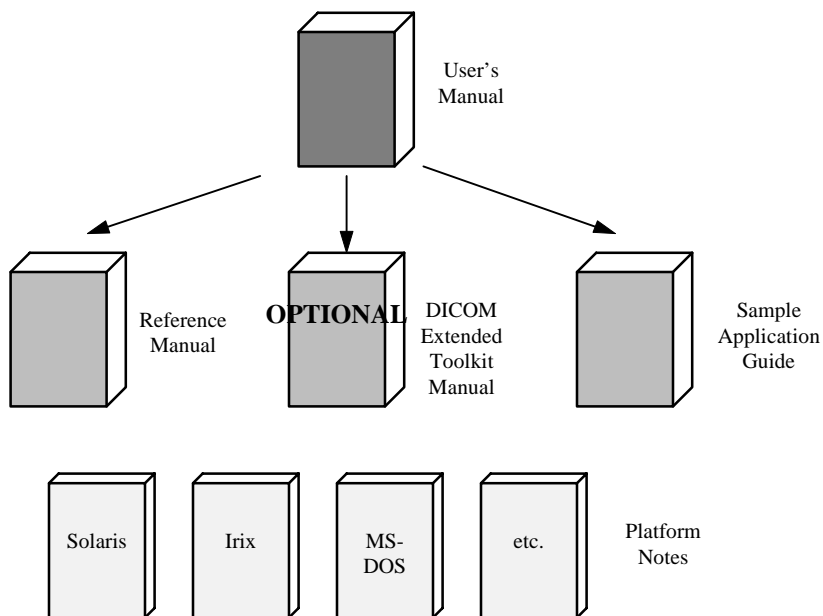 User's
Manual
Reference
Manual
OPTIONAL
DICOM
Extended
Toolkit
Manual
Sample
Application
Guide
Solaris
Irix
MS-
DOS
etc.
Platform
Notes